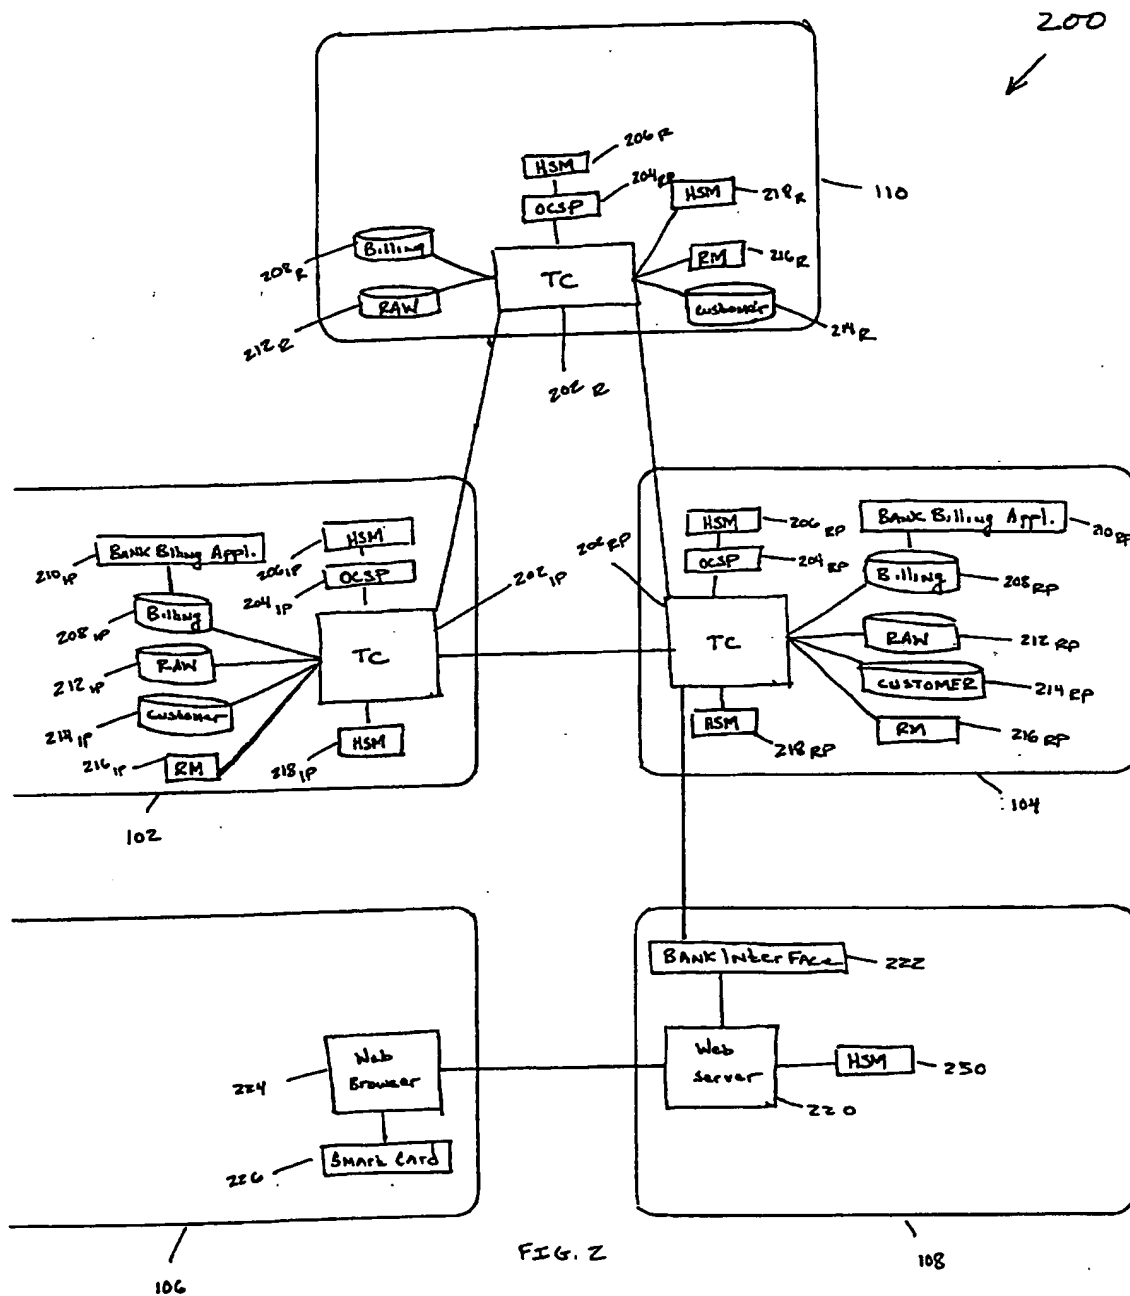 200
HSM
206R
OCSP
204RP
HSM
218R
110
Billing
208R
TC
RM
216R
RAW
212R
Customer
214R
202R
BANK Billing Appl.
210IP
HSM
206IP
OCSP
204IP
202IP
Billing
208IP
RAW
212IP
TC
Customer
214IP
RM
216IP
HSM
218IP
102
HSM
206RP
BANK Billing Appl.
210RP
OCSP
204RP
Billing
208RP
TC
RAW
212RP
CUSTOMER
214RP
HSM
218RP
RM
216RP
104
BANK InterFace
222
Web
Browser
224
Web
Server
220
HSM
250
Smart Card
226
106
108
FIG. 2